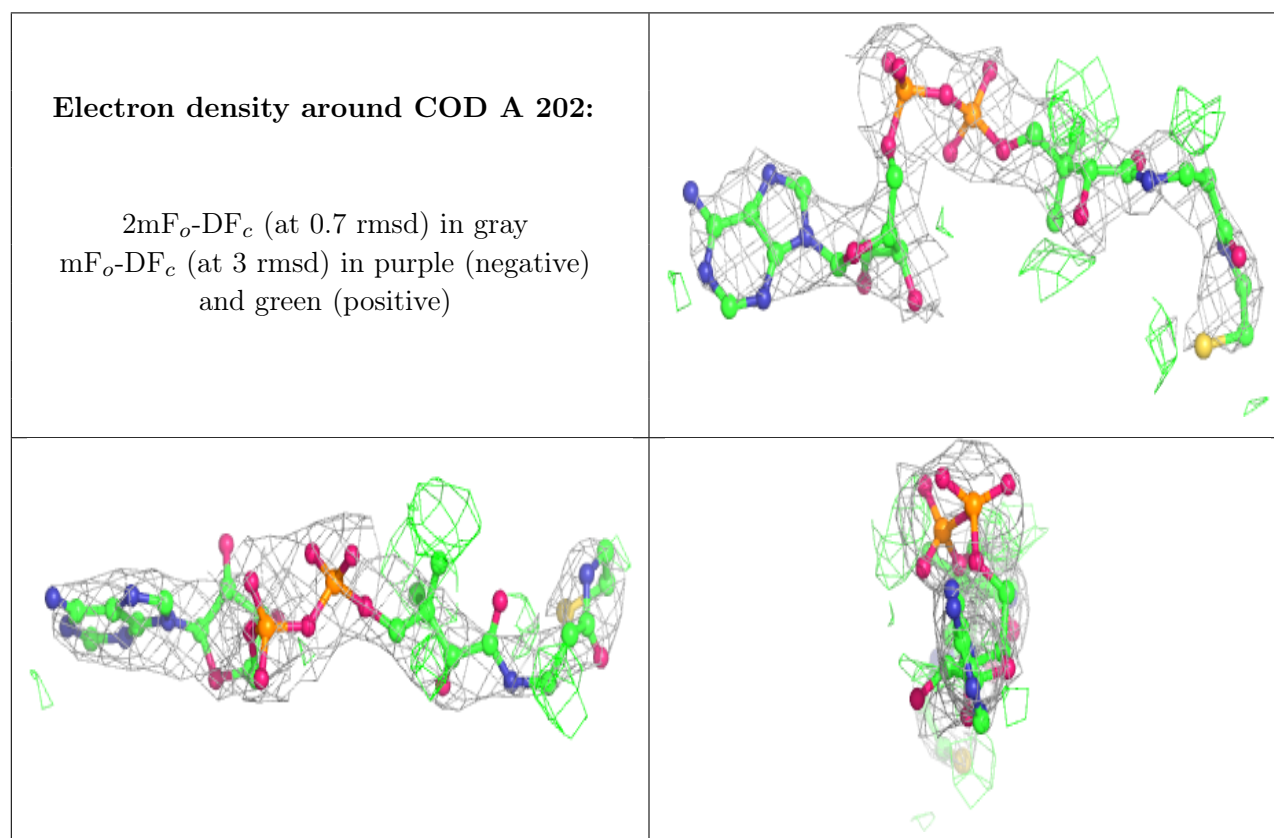 Electron density around COD A 202:
2mFo-DFc (at 0.7 rmsd) in gray
mFo-DFc (at 3 rmsd) in purple (negative)
and green (positive)